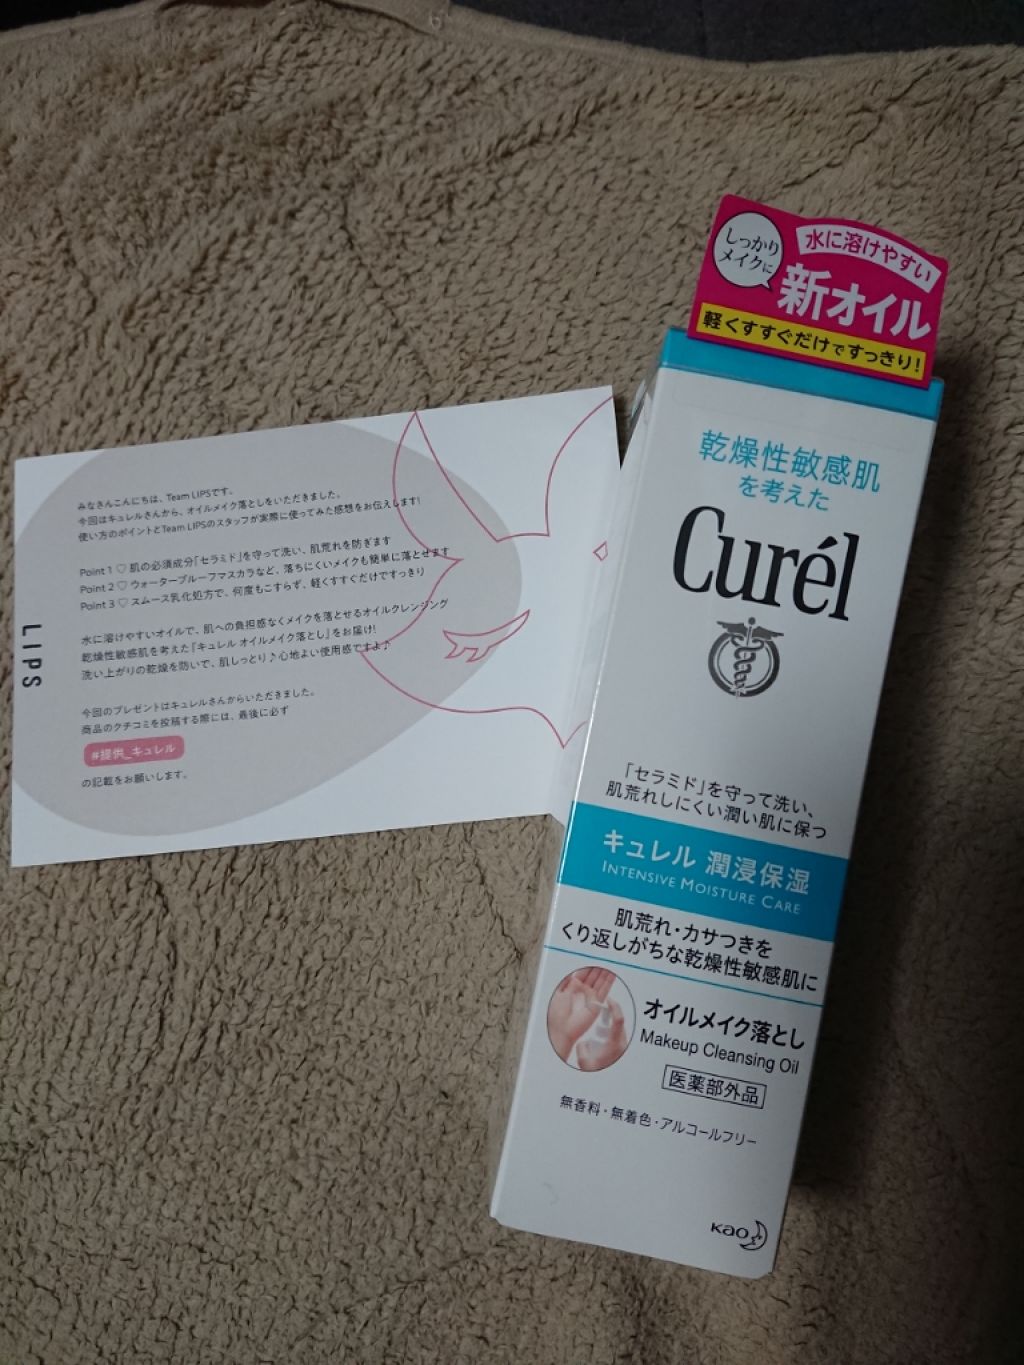 みなさんこんにちは、Team LIPSです。
今回はキュレルさんから、オイルメイク落としをいただきました。
使い方のポイントとTeam LIPSのスタッフが実際に使ってみた感想をお伝えします!
Point 1 ♡ 肌の必須成分「セラミド」を守って洗い、肌荒れを防ぎます
Point 2 ♡ ウォータープルーフマスカラなど、落ちにくいメイクも簡単に落とせます
Point 3 ♡ スムース乳化処方で、何度もこすらず、軽くすすぐだけですっきり
水に溶けやすいオイルで、肌への負担感なくメイクを落とせるオイルクレンジング
乾燥性敏感肌を考えた「キュレル オイルメイク落とし」をお届け!
洗い上がりの乾燥を防いで、肌しっとり♪心地よい使用感ですよ♪
今回のプレゼントはキュレルさんからいただきました。
商品のクチコミを投稿する際には、最後に必ず
#提供_キュレル
の記載をお願いします。
LIPS
しっかり
メイクに
水に溶けやすい
新オイル
軽くすすぐだけですっきり!
乾燥性敏感肌
を考えた
Curél
「セラミド」を守って洗い、
肌荒れしにくい潤い肌に保つ
キュレル 潤浸保湿
INTENSIVE MOISTURE CARE
肌荒れ・カサつきを
くり返しがちな乾燥性敏感肌に
オイルメイク落とし
Makeup Cleansing Oil
医薬部外品
無香料・無着色・アルコールフリー
Kao